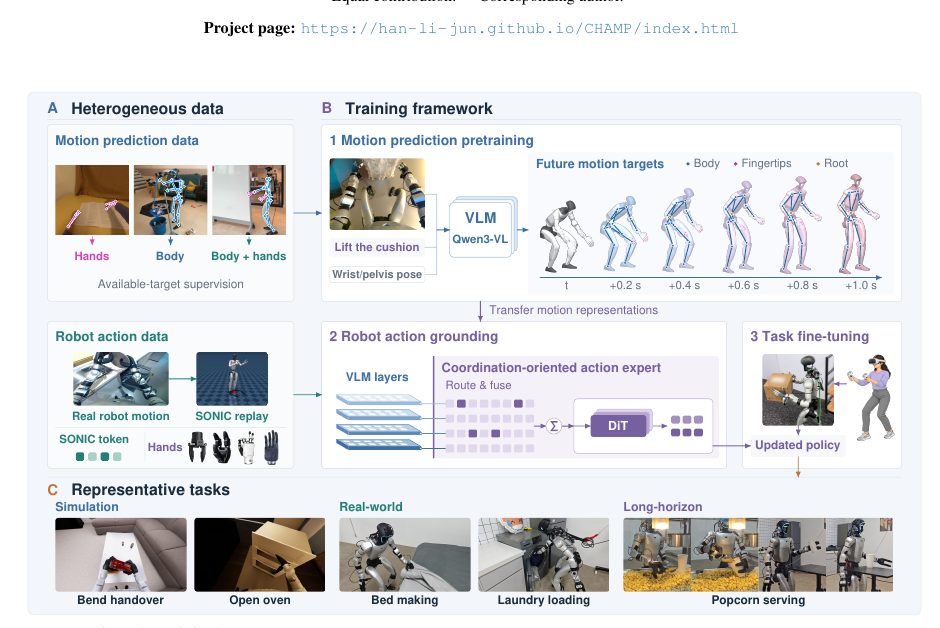 Equal contribution. Corresponding author.
Project page: https://han-li-jun.github.io/CHAMP/index.html
A Heterogeneous data
Motion prediction data
Hands
Body
Body + hands
Available-target supervision
Robot action data
Real robot motion
SONIC replay
SONIC token
Hands
B Training framework
1 Motion prediction pretraining
Lift the cushion
Wrist/pelvis pose
VLM
Qwen3-VL
Future motion targets
Body
Fingertips
Root
t
+0.2 s
+0.4 s
+0.6 s
+0.8 s
+1.0 s
Transfer motion representations
2 Robot action grounding
VLM layers
Coordination-oriented action expert
Route & fuse
Σ
DiT
3 Task fine-tuning
Updated policy
C Representative tasks
Simulation
Bend handover
Open oven
Real-world
Bed making
Laundry loading
Long-horizon
Popcorn serving